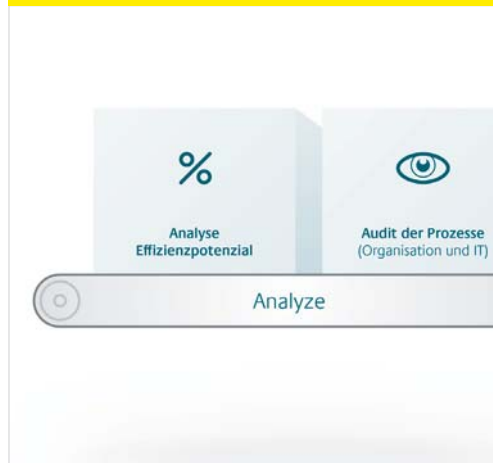 %
Analyse
Effizienzpotenzial
Audit der Prozesse
(Organisation und IT)
Analyze